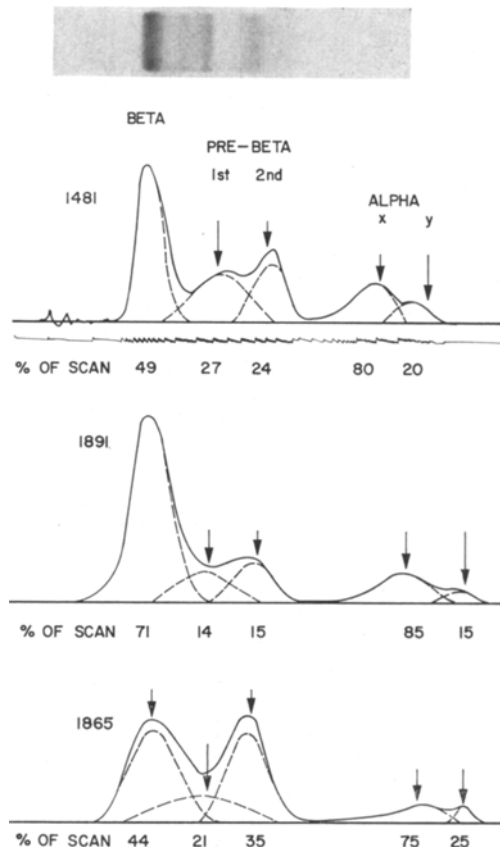 BETA
PRE-BETA
1st 2nd
ALPHA
x y
1481
% OF SCAN 49 27 24 80 20
1891
% OF SCAN 71 14 15 85 15
1865
% OF SCAN 44 21 35 75 25